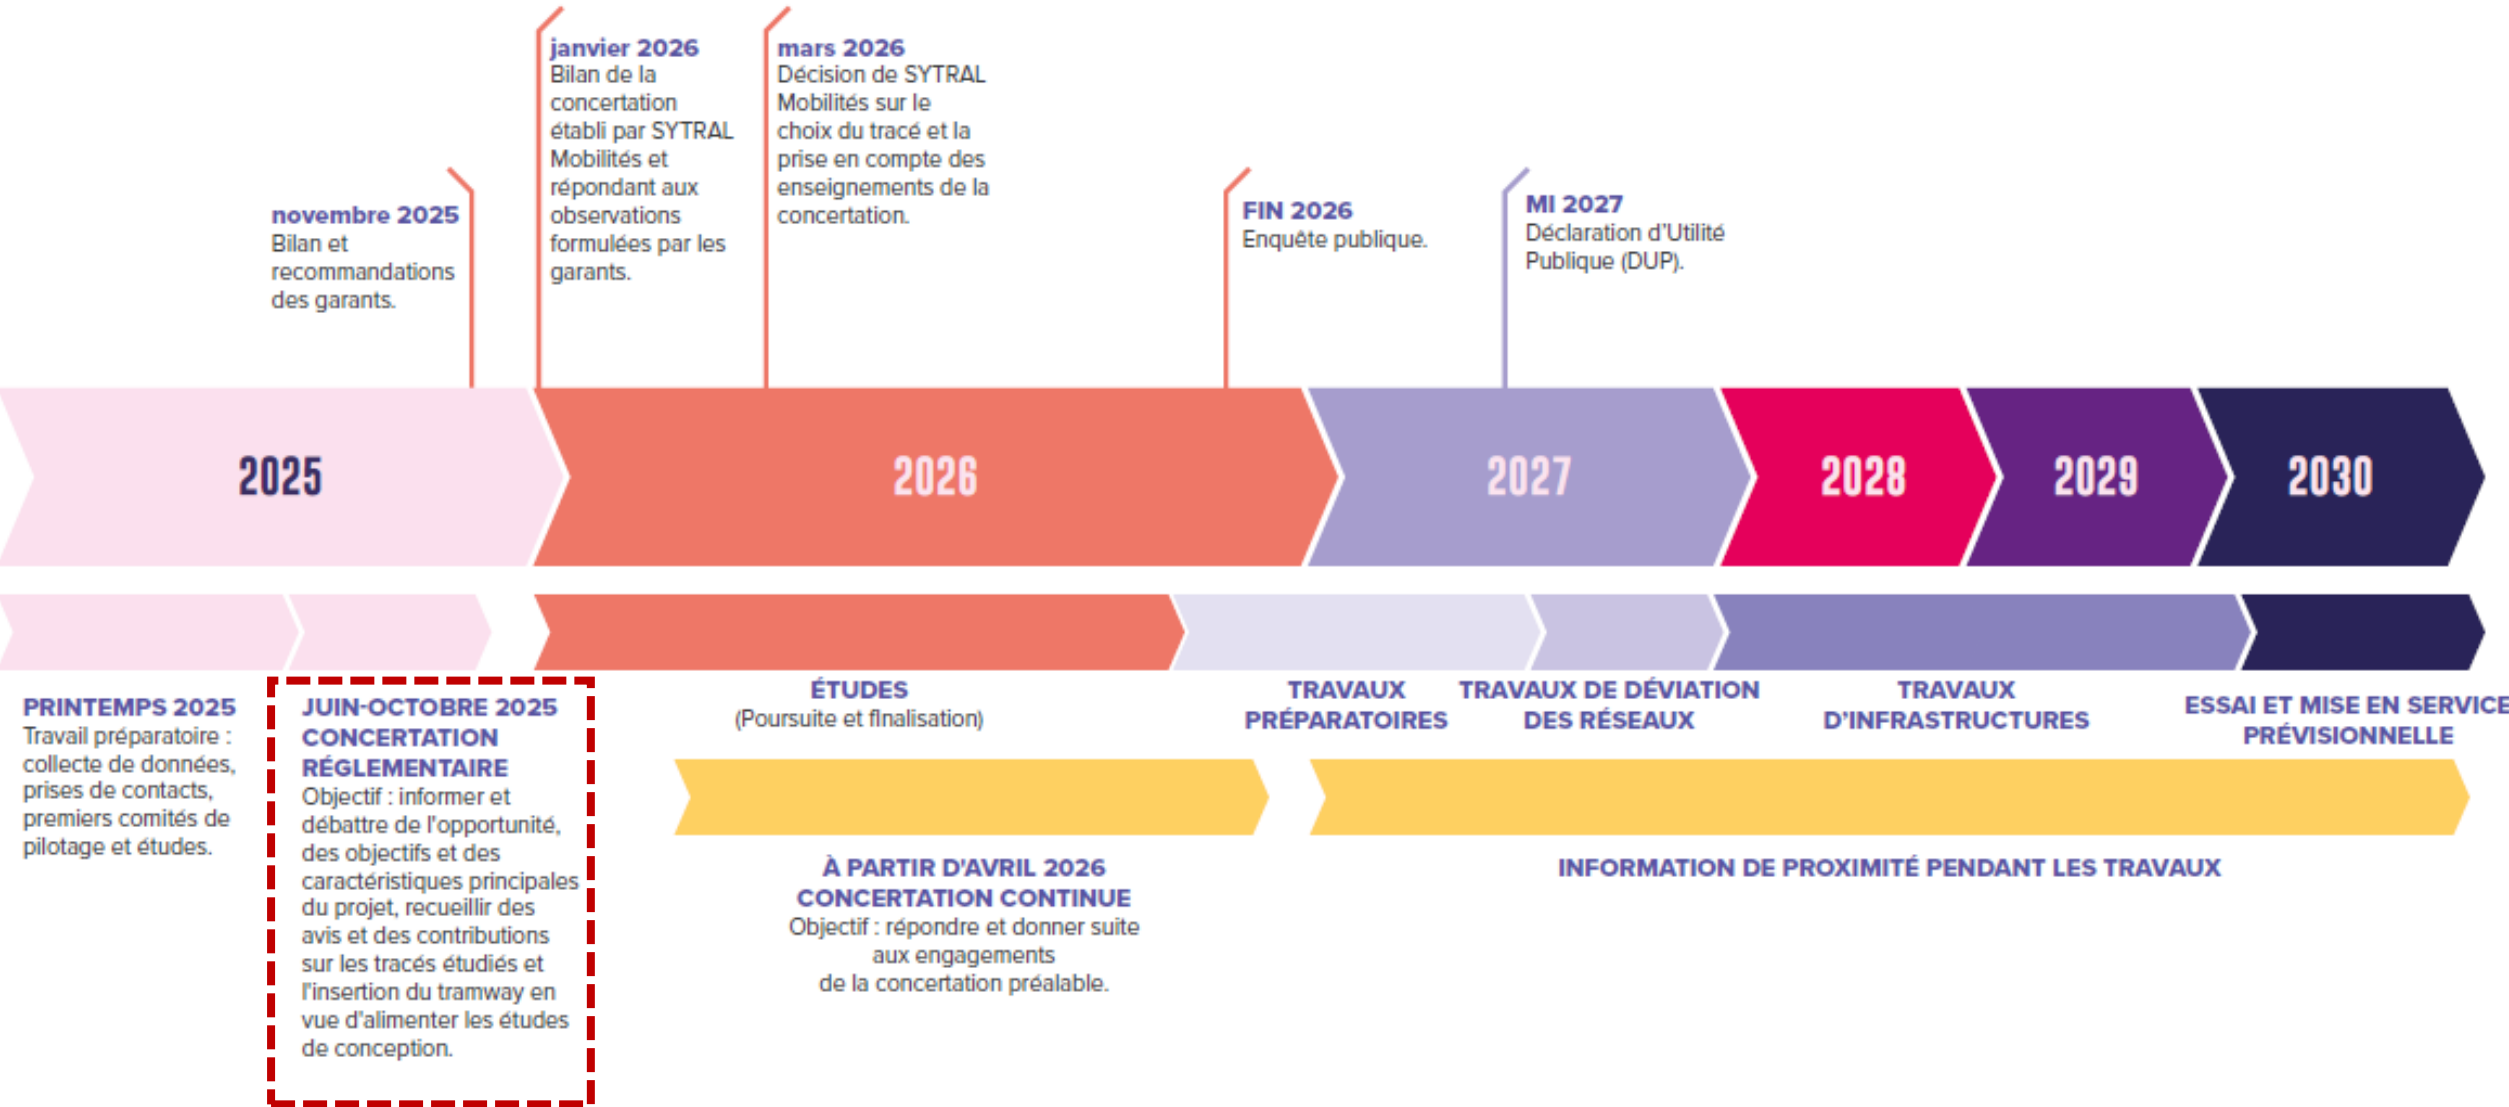 janvier 2026
Bilan de la
concertation
établi par SYTRAL
Mobilités et
répondant aux
observations
formulées par les
garants.
mars 2026
Décision de SYTRAL
Mobilités sur le
choix du tracé et la
prise en compte des
enseignements de la
concertation.
novembre 2025
Bilan et
recommandations
des garants.
FIN 2026
Enquête publique.
MI 2027
Déclaration d'Utilité
Publique (DUP).
2025
2026
2027
2028
2029
2030
PRINTEMPS 2025
Travail préparatoire :
collecte de données,
prises de contacts,
premiers comités de
pilotage et études.
JUIN-OCTOBRE 2025
CONCERTATION
RÉGLEMENTAIRE
Objectif : informer et
débattre de l'opportunité,
des objectifs et des
caractéristiques principales
du projet, recueillir des
avis et des contributions
sur les tracés étudiés et
l'insertion du tramway en
vue d'alimenter les études
de conception.
ÉTUDES
(Poursuite et finalisation)
TRAVAUX
PRÉPARATOIRES
TRAVAUX DE DÉVIATION
DES RÉSEAUX
TRAVAUX
D'INFRASTRUCTURES
ESSAI ET MISE EN SERVICE
PRÉVISIONNELLE
À PARTIR D'AVRIL 2026
CONCERTATION CONTINUE
Objectif : répondre et donner suite
aux engagements
de la concertation préalable.
INFORMATION DE PROXIMITÉ PENDANT LES TRAVAUX